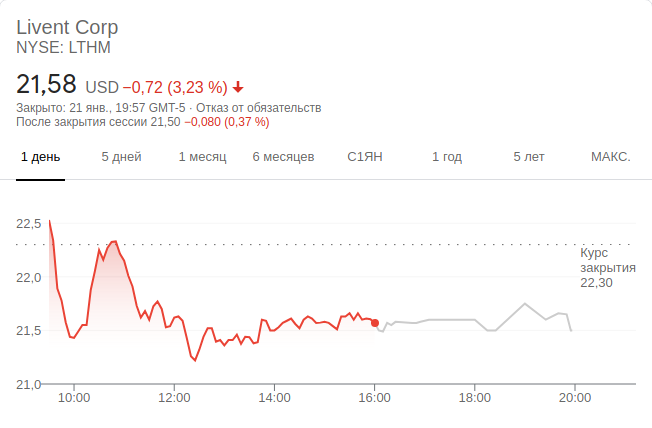 Livent Corp
NYSE: LTHM
21,58 USD −0,72 (3,23 %)
Закрыто: 21 янв., 19:57 GMT-5 · Отказ от обязательств
После закрытия сессии 21,50 −0,080 (0,37 %)
1 день 5 дней 1 месяц 6 месяцев С1ЯН 1 год 5 лет МАКС.
22,5
Курс
закрытия
22,30
22,0
21,5
21,0
10:00 12:00 14:00 16:00 18:00 20:00